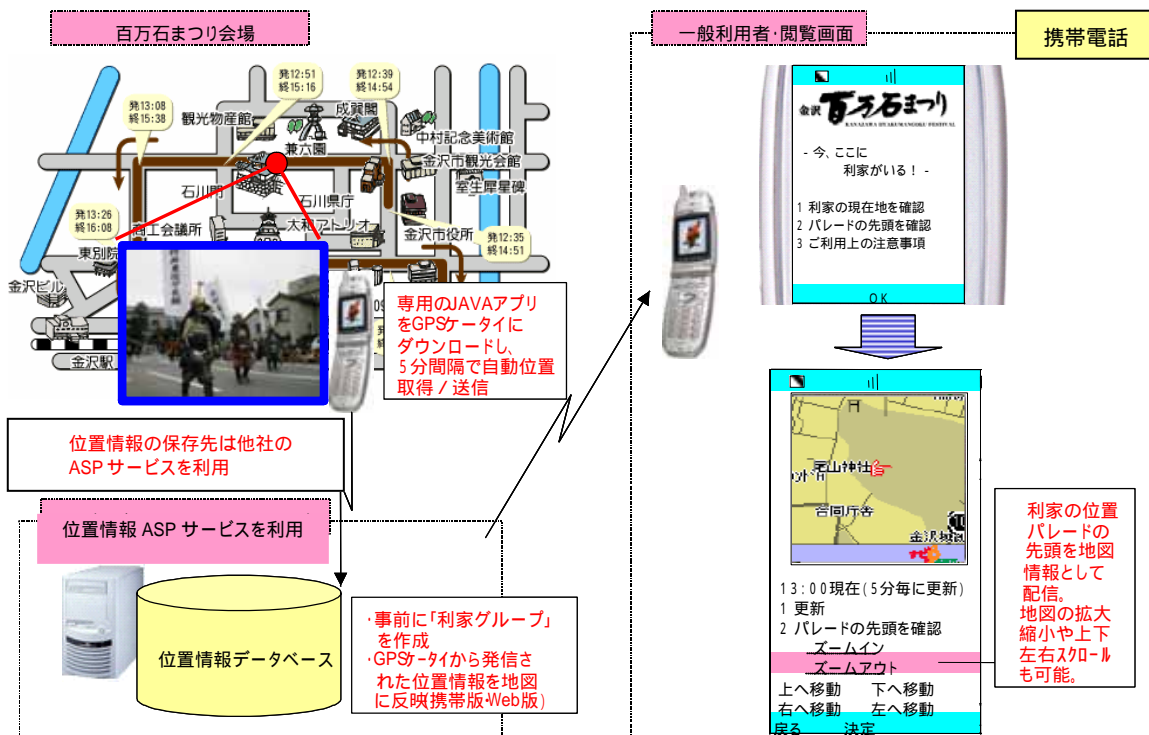 百万石まつり会場
発12:51
終15:16
発12:39
終14:54
発13:08
終15:38
観光物産館
成巽閣
中村記念美術館
兼六園
金沢市観光会館
石川門
室生犀星碑
石川県庁
発13:26
終16:08
商工会議所
大和アトリオ
金沢市役所
発12:35
終14:51
東別院
金沢ビル
金沢駅
専用のJAVAアプリ
をGPSケータイに
ダウンロードし、
5分間隔で自動位置
取得/送信
位置情報の保存先は他社の
ASPサービスを利用
位置情報 ASP サービスを利用
位置情報データベース
・事前に「利家グループ」
を作成
・GPSケータイから発信さ
れた位置情報を地図
に反映(携帯版・Web版)
一般利用者・閲覧画面
携帯電話
金沢 百万石まつり
KANAZAWA HYAKUMANGOKU FESTIVAL
- 今、ここに
利家がいる! -
1 利家の現在地を確認
2 パレードの先頭を確認
3 ご利用上の注意事項
OK
尾山神社
合同庁舎
ナビ
13:00現在(5分毎に更新)
1 更新
2 パレードの先頭を確認
ズームイン
ズームアウト
上へ移動 下へ移動
右へ移動 左へ移動
戻る 決定
利家の位置
パレードの
先頭を地図
情報として
配信。
地図の拡大
縮小や上下
左右スクロール
も可能。